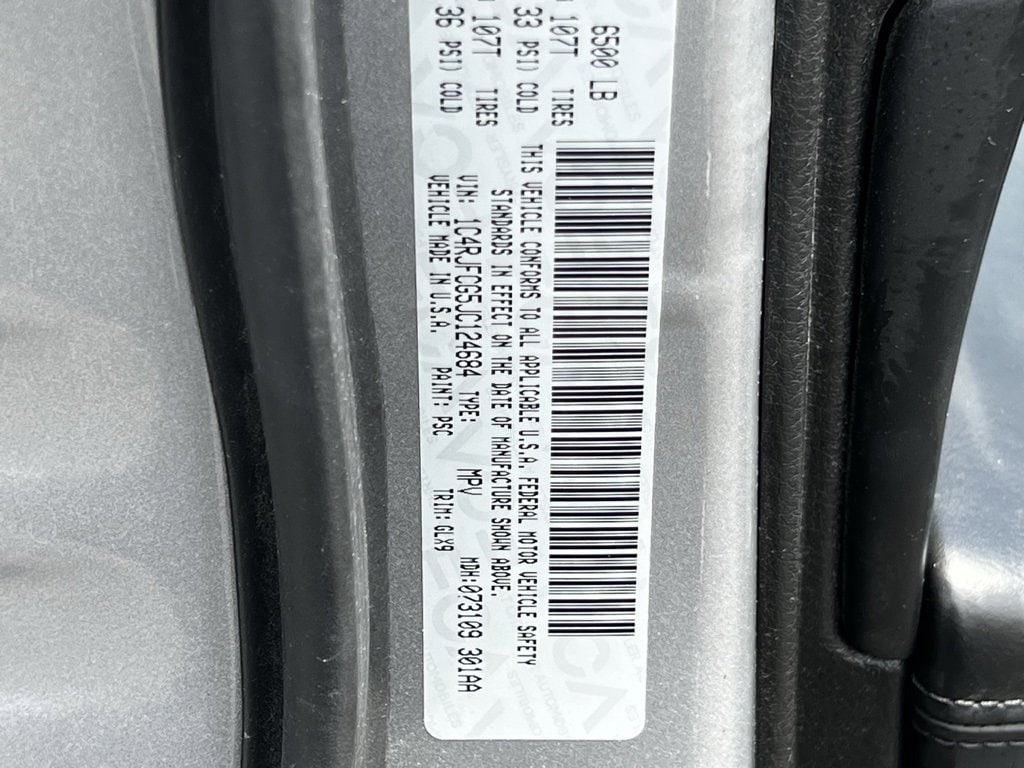 6500 LB
107T TIRES
33 PSI) COLD
107T TIRES
36 PSI) COLD
THIS VEHICLE CONFORMS TO ALL APPLICABLE U.S.A. FEDERAL MOTOR VEHICLE SAFETY
STANDARDS IN EFFECT ON THE DATE OF MANUFACTURE SHOWN ABOVE.
VIN: 1C4RJFCG5JC124684 TYPE: MPV MDH:073109 301AA
VEHICLE MADE IN U.S.A. PAINT: PSC TRIM: GLX9